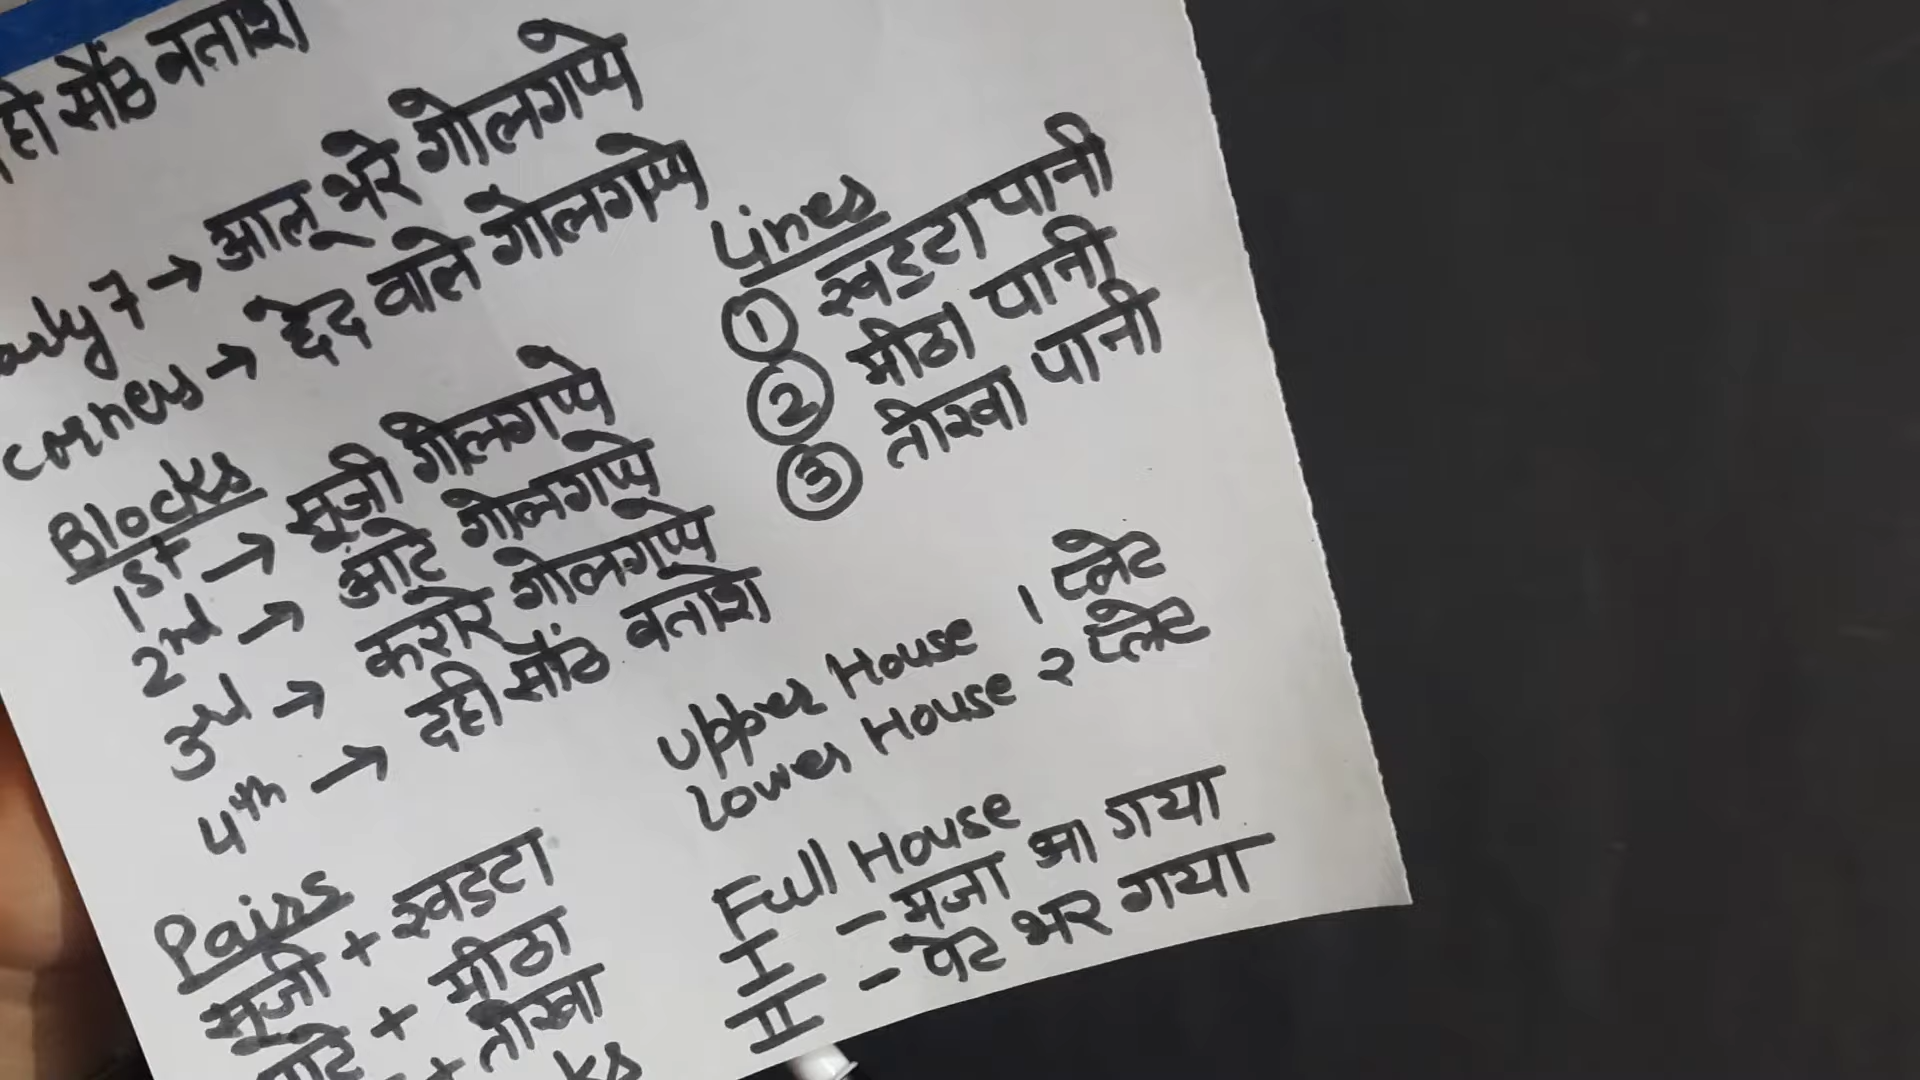 ही सौंठ बताशे
arly 7 → आलू भरे गोलगप्पे
corners → छेद वाले गोलगप्पे
Blocks
1st → सूजी गोलगप्पे
2nd → आटे गोलगप्पे
3rd → करारे गोलगप्पे
4th → दही सौंठ बताशे
Pairs
सूजी + खट्टा
आटे + मीठा
+ तीखा
ks
Lines
① खट्टा पानी
② मीठा पानी
③ तीखा पानी
Upper House 1 प्लेट
Lower House 2 प्लेट
Full House
I - मजा आ गया
II - पेट भर गया